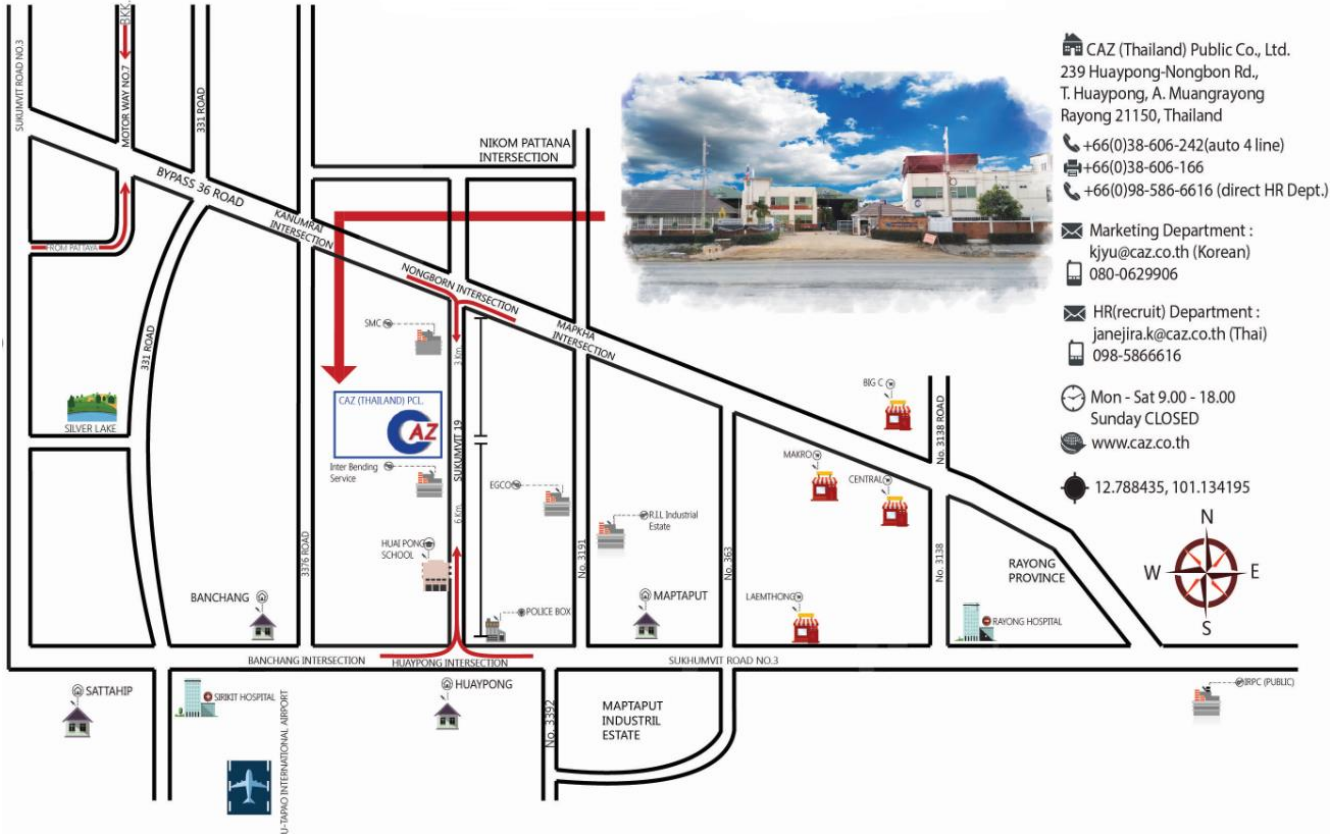 BKK.
SUKUMVIT ROAD NO.3
MOTOR WAY NO.7
331 ROAD
BYPASS 36 ROAD
KANUMRAI
INTERSECTION
NIKOM PATTANA
INTERSECTION
FROM PATTAYA
NONGBORN INTERSECTION
MAPKHA
INTERSECTION
331 ROAD
SMC
3 Km.
SILVER LAKE
CAZ (THAILAND) PCL.
CAZ
SUKUMVIT 19
Inter Bending
Service
EGCO
6 Km.
R.I.L Industrial
Estate
BIG C
No. 3138 ROAD
MAKRO
CENTRAL
HUAI PONG
SCHOOL
3376 ROAD
No. 3191
No. 363
No. 3138
RAYONG
PROVINCE
BANCHANG
POLICE BOX
MAPTAPUT
LAEMTHONG
RAYONG HOSPITAL
BANCHANG INTERSECTION
HUAYPONG INTERSECTION
SUKHUMVIT ROAD NO.3
SATTAHIP
SIRIKIT HOSPITAL
HUAYPONG
No. 3392
MAPTAPUT
INDUSTRIL
ESTATE
IRPC (PUBLIC)
U-TAPAO INTERNATIONAL AIRPORT
CAZ (Thailand) Public Co., Ltd.
239 Huaypong-Nongbon Rd.,
T. Huaypong, A. Muangrayong
Rayong 21150, Thailand
+66(0)38-606-242(auto 4 line)
+66(0)38-606-166
+66(0)98-586-6616 (direct HR Dept.)
Marketing Department :
kjyu@caz.co.th (Korean)
080-0629906
HR(recruit) Department :
janejira.k@caz.co.th (Thai)
098-5866616
Mon - Sat 9.00 - 18.00
Sunday CLOSED
www.caz.co.th
12.788435, 101.134195
N
W
E
S